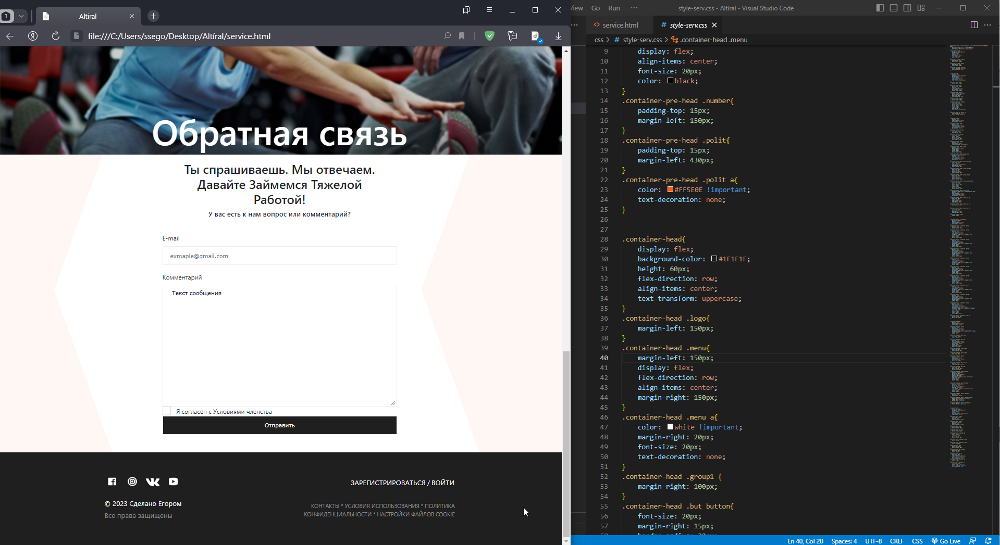 1
Altiral
file:///C:/Users/ssego/Desktop/Altíral/service.html
Обратная связь
Ты спрашиваешь. Мы отвечаем.
Давайте Займемся Тяжелой
Работой!
У вас есть к нам вопрос или комментарий?
E-mail
exmaple@gmail.com
Комментарий
Текст сообщения
Я согласен с Условиями членства
Отправить
ЗАРЕГИСТРИРОВАТЬСЯ / ВОЙТИ
© 2023 Сделано Егором
Все права защищены
КОНТАКТЫ * УСЛОВИЯ ИСПОЛЬЗОВАНИЯ * ПОЛИТИКА
КОНФИДЕНЦИАЛЬНОСТИ * НАСТРОЙКИ ФАЙЛОВ COOKIE
View Go Run ··· style-serv.css - Altíral - Visual Studio Code
service.html # style-serv.css
css > # style-serv.css > .container-head .menu
9 display: flex;
10 align-items: center;
11 font-size: 20px;
12 color: black;
13 }
14 .container-pre-head .number{
15 padding-top: 15px;
16 margin-left: 150px;
17 }
18 .container-pre-head .polit{
19 padding-top: 15px;
20 margin-left: 430px;
21 }
22 .container-pre-head .polit a{
23 color: #FF5E0E !important;
24 text-decoration: none;
25 }
26
27
28 .container-head{
29 display: flex;
30 background-color: #1F1F1F;
31 height: 60px;
32 flex-direction: row;
33 align-items: center;
34 text-transform: uppercase;
35 }
36 .container-head .logo{
37 margin-left: 150px;
38 }
39 .container-head .menu{
40 margin-left: 150px;
41 display: flex;
42 flex-direction: row;
43 align-items: center;
44 margin-right: 150px;
45 }
46 .container-head .menu a{
47 color: white !important;
48 margin-right: 20px;
49 font-size: 20px;
50 text-decoration: none;
51 }
52 .container-head .group1 {
53 margin-right: 100px;
54 }
55 .container-head .but button{
56 font-size: 20px;
57 margin-right: 15px;
Ln 40, Col 20 Spaces: 4 UTF-8 CRLF CSS Go Live